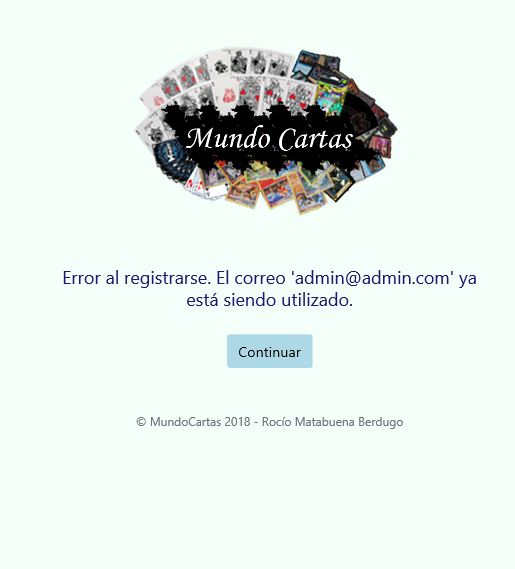 Mundo Cartas
Error al registrarse. El correo 'admin@admin.com' ya
está siendo utilizado.
Continuar
© MundoCartas 2018 - Rocío Matabuena Berdugo